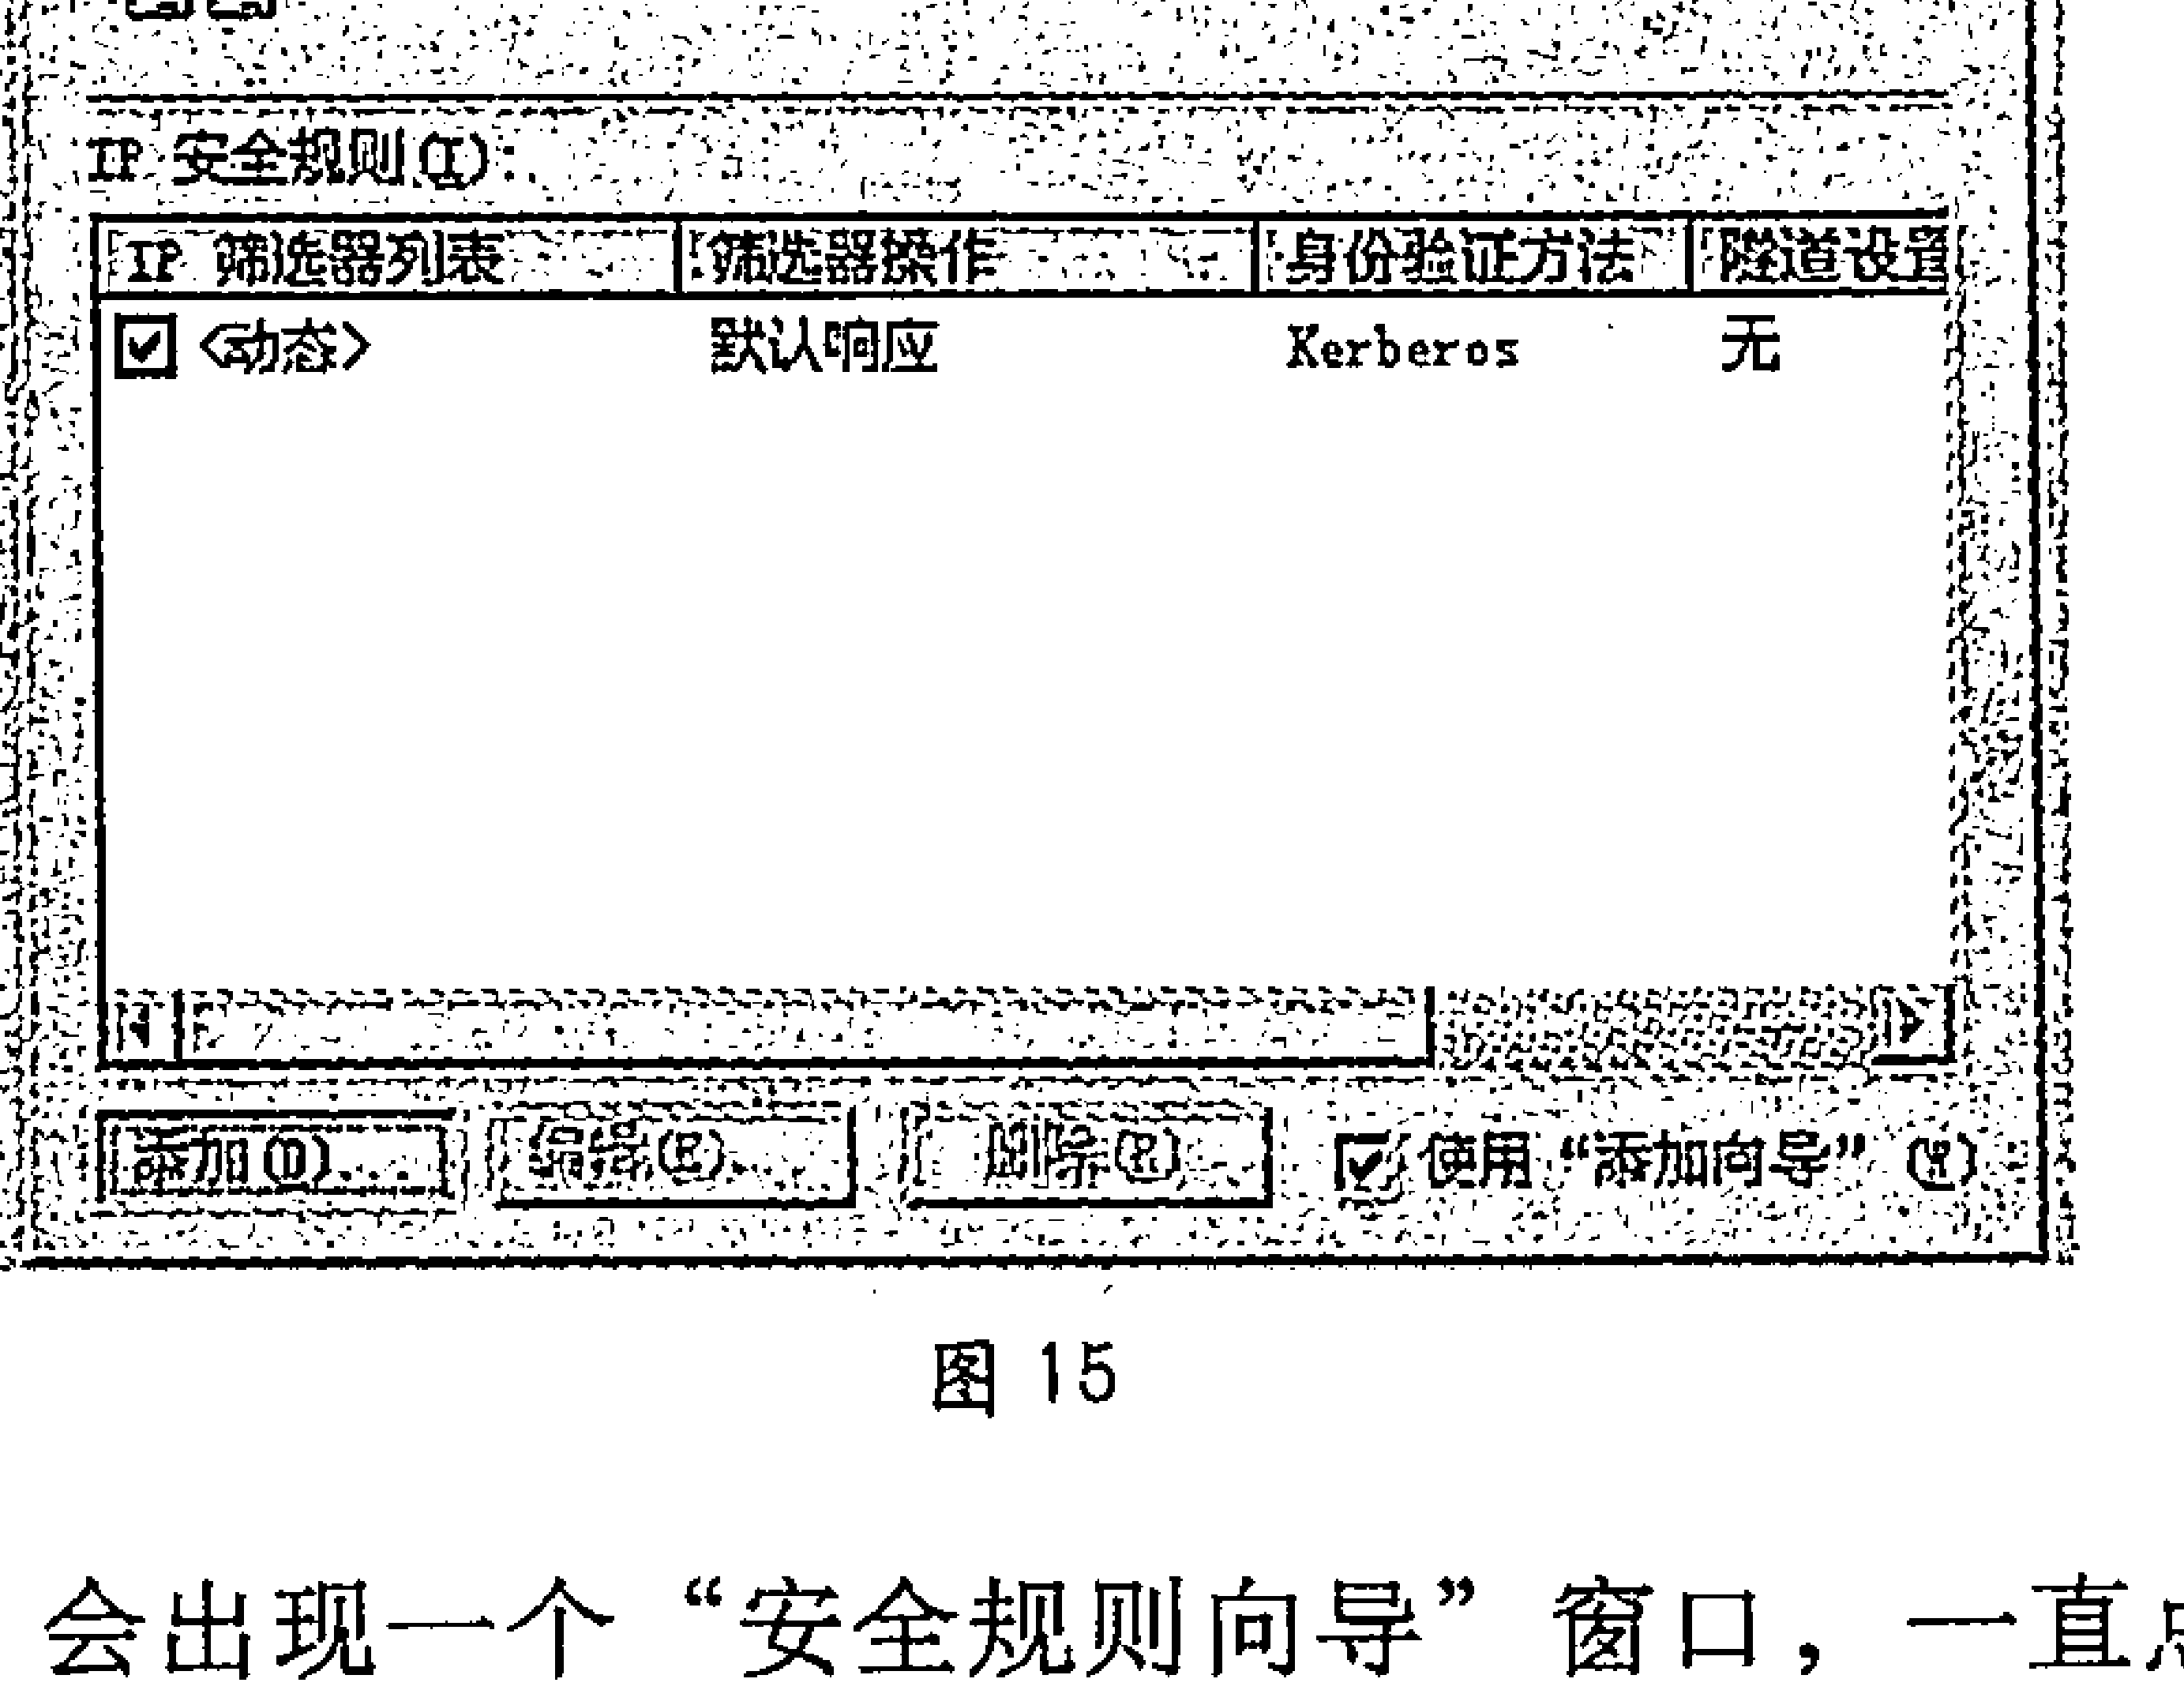 IP 安全规则(I):
IP 筛选器列表 筛选器操作 身份验证方法 隧道设置
<动态> 默认响应 Kerberos 无
添加(D)... 编辑(E)... 删除(R) 使用“添加向导”(W)
图 15
会出现一个“安全规则向导”窗口，一直点